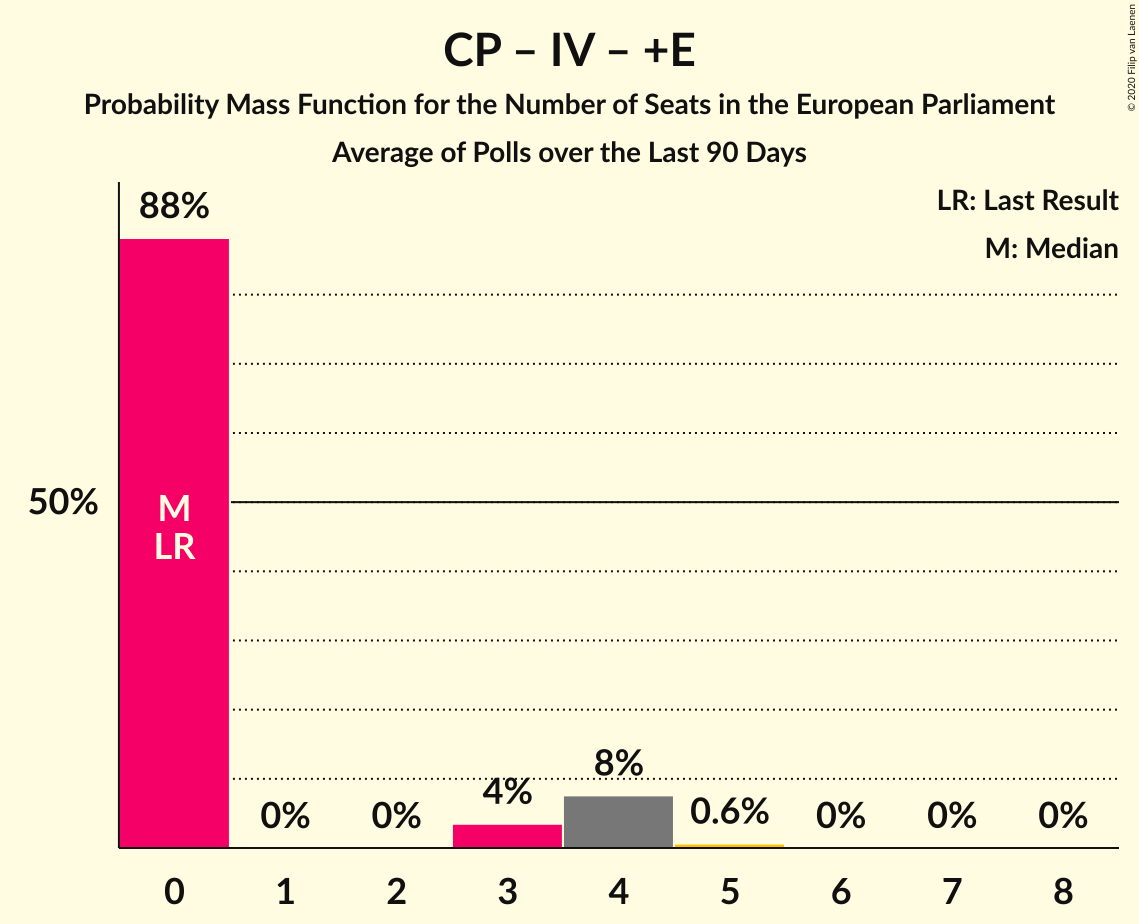 CP – IV – +E
Probability Mass Function for the Number of Seats in the European Parliament
Average of Polls over the Last 90 Days
© 2020 Filip van Laenen
LR: Last Result
M: Median
88%
50%
M
LR
0%
0%
4%
8%
0.6%
0%
0%
0%
0 1 2 3 4 5 6 7 8